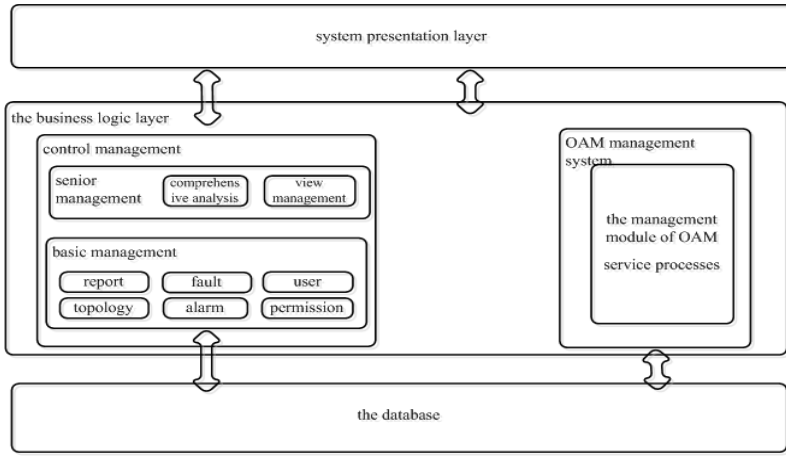 system presentation layer
the business logic layer
control management
senior
management
comprehens
ive analysis
view
management
basic management
report
fault
user
topology
alarm
permission
OAM management
system
the management
module of OAM
service processes
the database